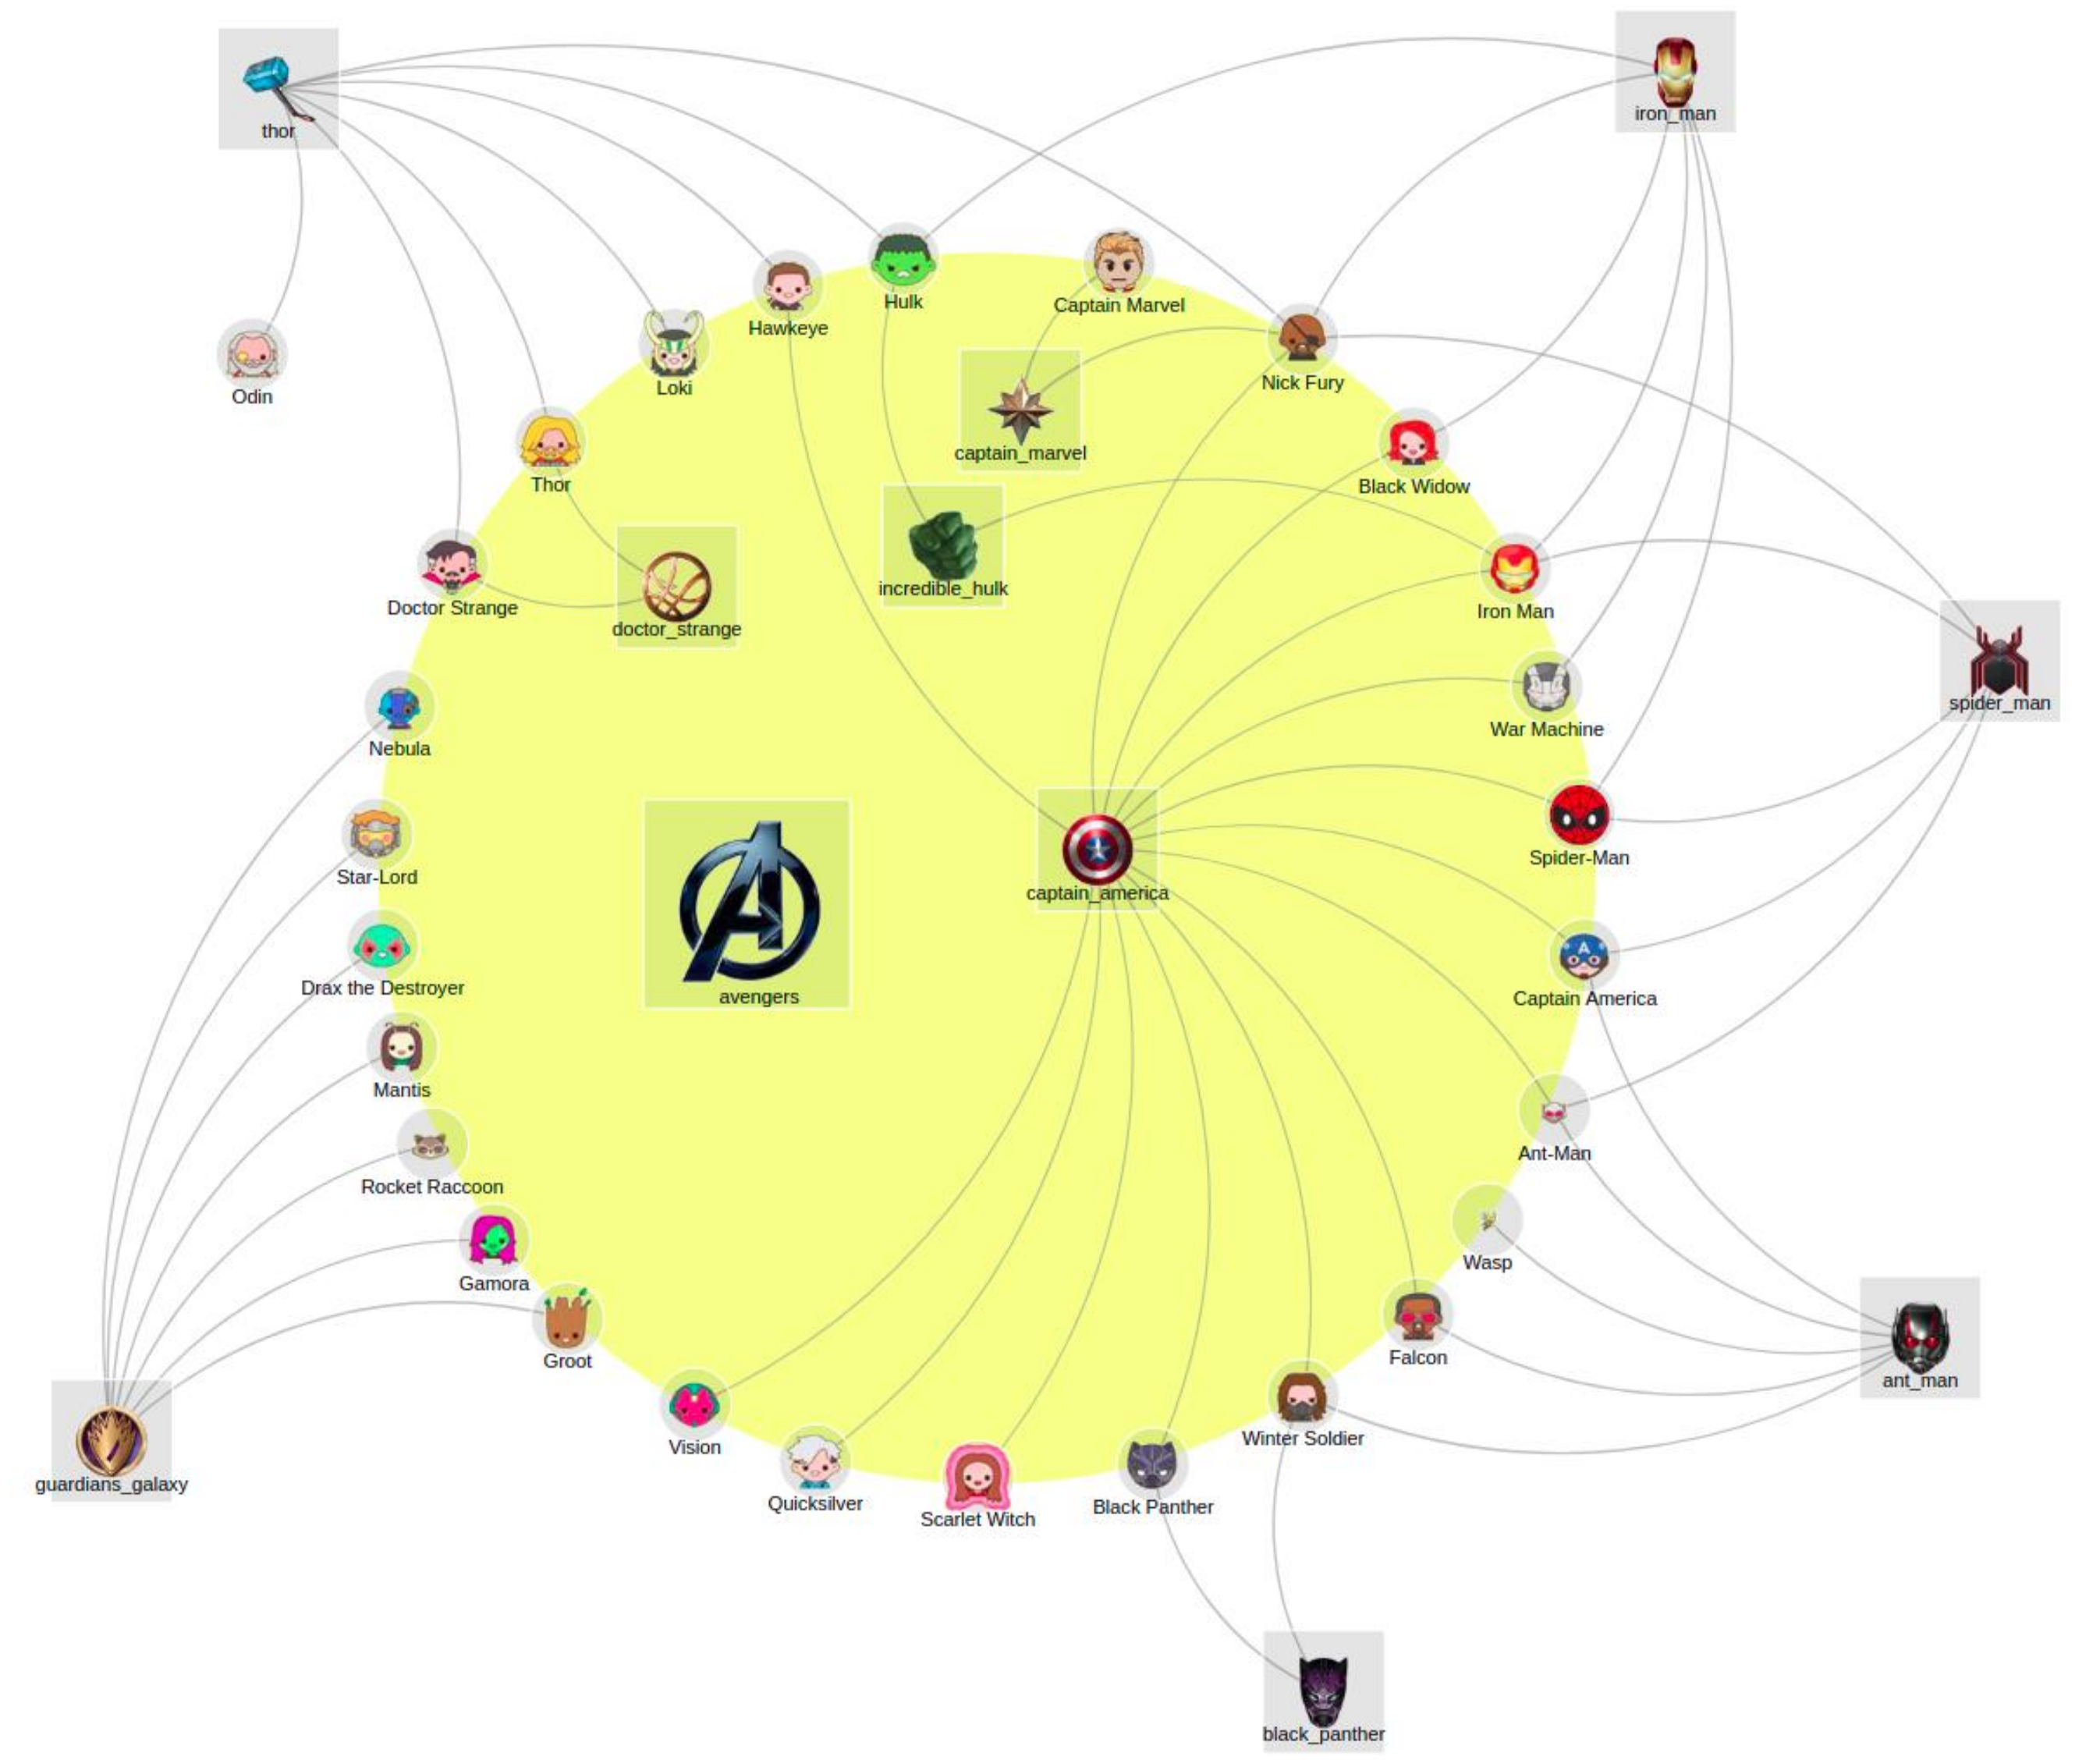 thor
iron_man
Hulk
Captain Marvel
Hawkeye
Nick Fury
Loki
Odin
captain_marvel
Thor
Black Widow
incredible_hulk
Doctor Strange
Iron Man
doctor_strange
spider_man
War Machine
Nebula
Spider-Man
Star-Lord
captain_america
Drax the Destroyer
avengers
Captain America
A
Mantis
Ant-Man
Rocket Raccoon
Wasp
Gamora
Groot
Falcon
ant_man
Winter Soldier
Vision
guardians_galaxy
Quicksilver
Black Panther
Scarlet Witch
black_panther